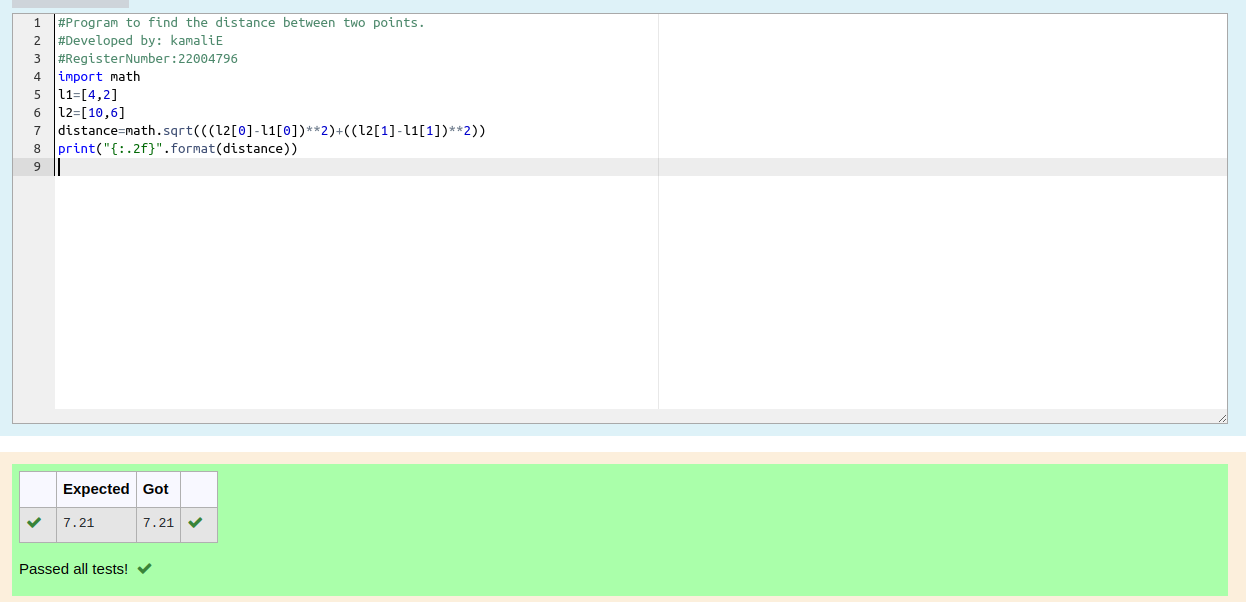 1 #Program to find the distance between two points.
2 #Developed by: kamaliE
3 #RegisterNumber:22004796
4 import math
5 l1=[4,2]
6 l2=[10,6]
7 distance=math.sqrt(((l2[0]-l1[0])**2)+((l2[1]-l1[1])**2))
8 print("{:.2f}".format(distance))
9
Expected Got
7.21 7.21
Passed all tests!